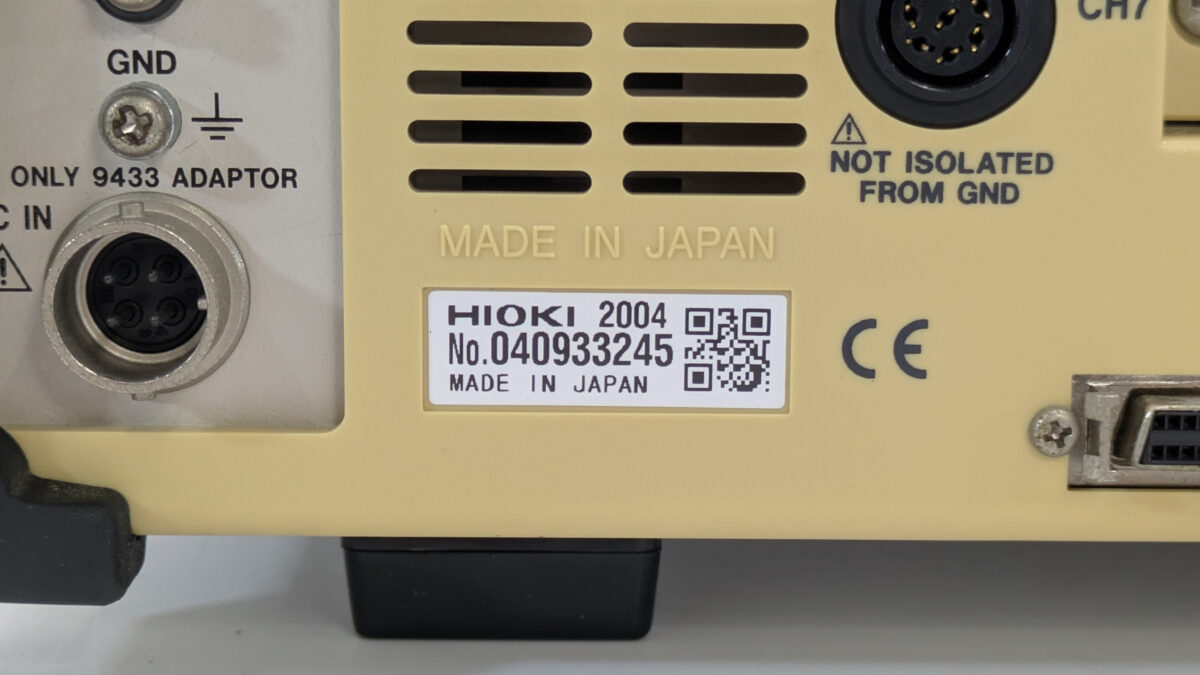 GND
ONLY 9433 ADAPTOR
C IN
CH7
NOT ISOLATED
FROM GND
MADE IN JAPAN
HIOKI 2004
No.040933245
MADE IN JAPAN
CE